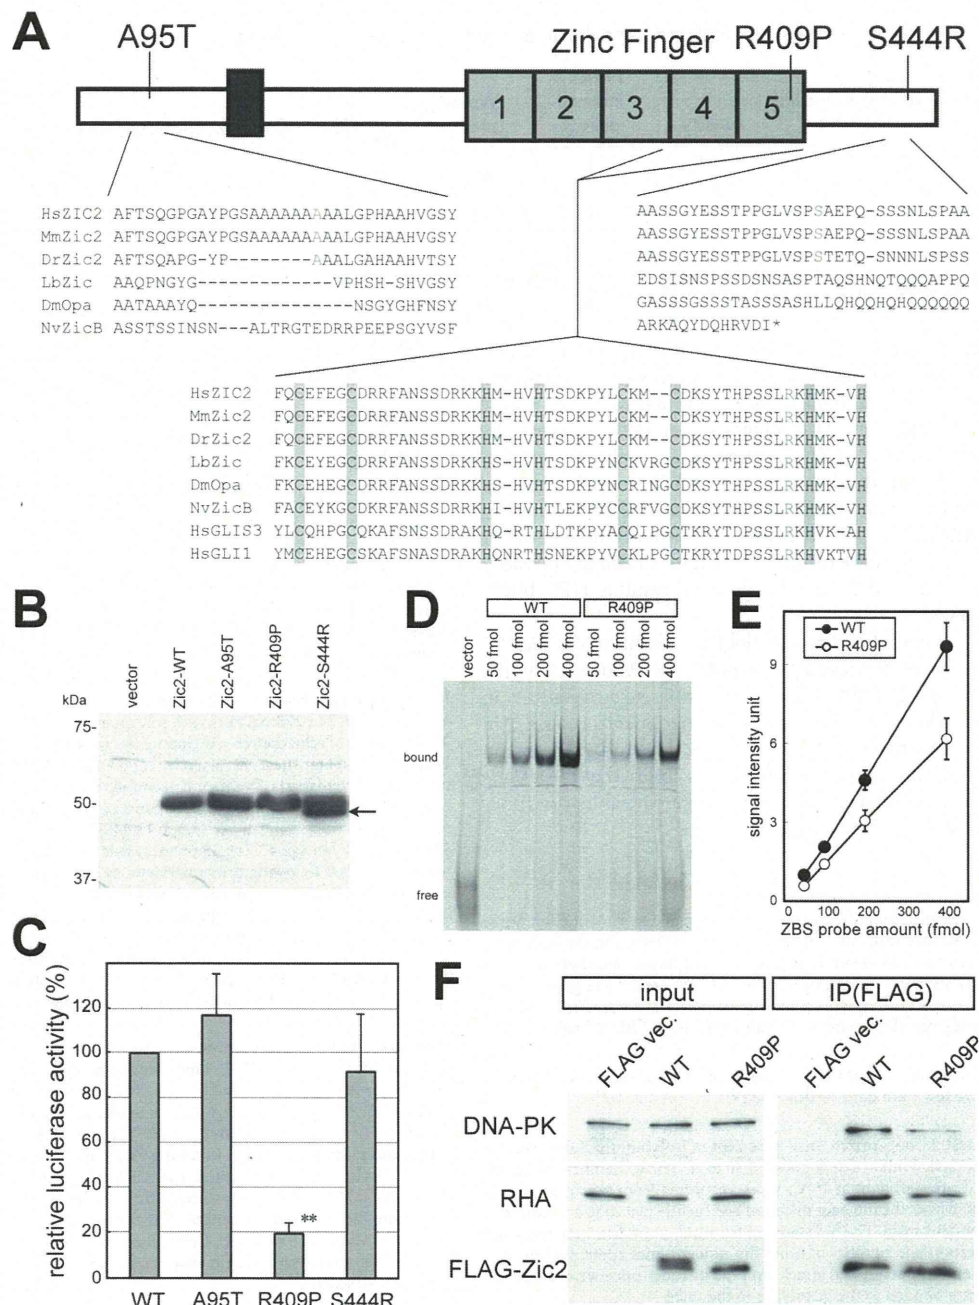 A
A95T
Zinc Finger R409P S444R
1 2 3 4 5
HsZIC2 AFTSQGPGAYPGSAAAAAAAAAALGPHAAHVGSY
MmZic2 AFTSQGPGAYPGSAAAAAAAAAALGPHAAHVGSY
DrZic2 AFTSQAPG-YP---------AAALGAHAAHVTSY
LbZic AAQPNGYG-------------VPHSH-SHVGSY
DmOpa AATAAAYQ---------------NSGYGHFNSY
NvZicB ASSTSSINSN---ALTRGTEDRRPEEPSGYVSF
AASSGYESSTPPGLVSPSAEPQ-SSSNLSPAA
AASSGYESSTPPGLVSPSAEPQ-SSSNLSPAA
AASSGYESSTPPGLVSPSTETQ-SNNNLSPSS
EDSISNSPSSDSNSASPTAQSHNQTQQQAPPQ
GASSSGSSSTASSSASHLLQHQQHQHQQQQQQ
ARKAQYDQHRVDI*
HsZIC2 FQCEFEGCDRRFANSSDRKKHM-HVHTSDKPYLCKM--CDKSYTHPSSLRKHMK-VH
MmZic2 FQCEFEGCDRRFANSSDRKKHM-HVHTSDKPYLCKM--CDKSYTHPSSLRKHMK-VH
DrZic2 FQCEFEGCDRRFANSSDRKKHM-HVHTSDKPYLCKM--CDKSYTHPSSLRKHMK-VH
LbZic FKCEYEGCDRRFANSSDRKKHS-HVHTSDKPYNCKVRGCDKSYTHPSSLRKHMK-VH
DmOpa FKCEHEGCDRRFANSSDRKKHS-HVHTSDKPYNCRINGCDKSYTHPSSLRKHMK-VH
NvZicB FACEYKGCDRRFANSSDRKKHI-HVHTLEKPYCCRFVGCDKSYTHPSSLRKHMK-VH
HsGLIS3 YLCQHPGCQKAFSNSSDRAKHQ-RTHLDTKPYACQIPGCTKRYTDPSSLRKHVK-AH
HsGLI1 YMCEHEGCSKAFSNASDRAKHQNRTHSNEKPYVCKLPGCTKRYTDPSSLRKHVKTVH
B
kDa
vector
Zic2-WT
Zic2-A95T
Zic2-R409P
Zic2-S444R
75-
50-
37-
D
WT R409P
vector
50 fmol
100 fmol
200 fmol
400 fmol
50 fmol
100 fmol
200 fmol
400 fmol
bound
free
E
WT
R409P
signal intensity unit
9
6
3
0
0 100 200 300 400
ZBS probe amount (fmol)
C
relative luciferase activity (%)
120
100
80
60
40
20
0
**
WT A95T R409P S444R
F
input IP(FLAG)
FLAG vec.
WT
R409P
FLAG vec.
WT
R409P
DNA-PK
RHA
FLAG-Zic2